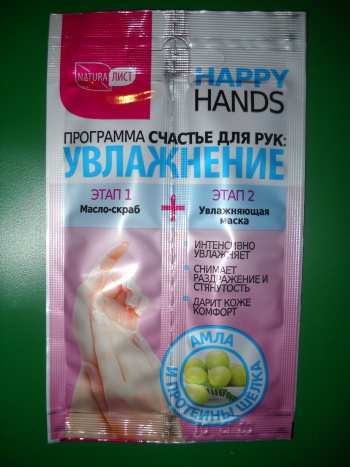 NATURA ЛИСТ
HAPPY
HANDS
ПРОГРАММА СЧАСТЬЕ ДЛЯ РУК:
УВЛАЖНЕНИЕ
ЭТАП 1
Масло-скраб
+
ЭТАП 2
Увлажняющая
маска
ИНТЕНСИВНО
УВЛАЖНЯЕТ
СНИМАЕТ
РАЗДРАЖЕНИЕ И
СТЯНУТОСТЬ
ДАРИТ КОЖЕ
КОМФОРТ
АМЛА
И ПРОТЕИНЫ ШЕЛКА